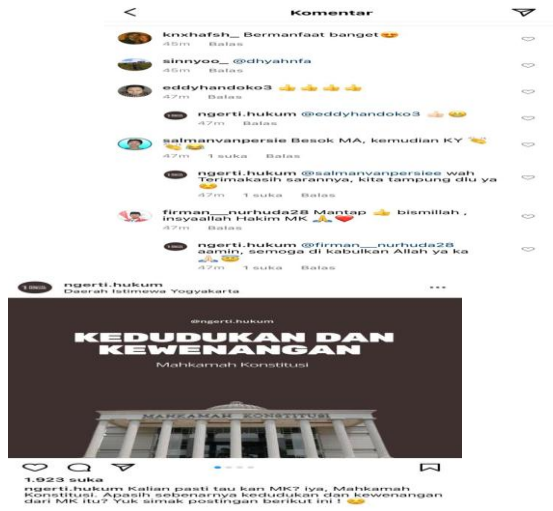 Komentar
knxhafsh_ Bermanfaat banget😍
45m Balas
sinnyoo_ @dhyahnfa
45m Balas
eddyhandoko3 👍 👍 👍 👍
47m Balas
ngerti.hukum @eddyhandoko3
47m Balas
salmanvanpersie Besok MA, kemudian KY
47m 1 suka Balas
ngerti.hukum @salmanvanpersiee wah
Terimakasih sarannya, kita tampung dlu ya
47m 1 suka Balas
firman__nurhuda28 Mantap 👍 bismillah ,
insyaallah Hakim MK 🙏❤️
47m Balas
ngerti.hukum @firman__nurhuda28
aamin, semoga di kabulkan Allah ya ka
🙏😇
47m 1 suka Balas
ngerti.hukum
Daerah Istimewa Yogyakarta
@ngerti.hukum
KEDUDUKAN DAN
KEWENANGAN
Mahkamah Konstitusi
MAHKAMAH KONSTITUSI
1.923 suka
ngerti.hukum Kalian pasti tau kan MK? iya, Mahkamah
Konstitusi. Apasih sebenarnya kedudukan dan kewenangan
dari MK itu? Yuk simak postingan berikut ini !